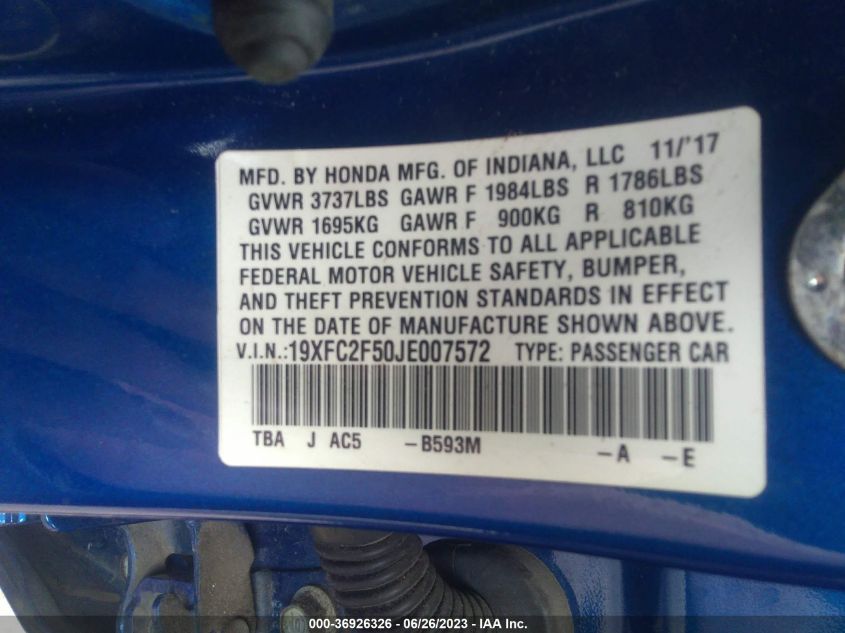 MFD. BY HONDA MFG. OF INDIANA, LLC 11/'17
GVWR 3737LBS GAWR F 1984LBS R 1786LBS
GVWR 1695KG GAWR F 900KG R 810KG
THIS VEHICLE CONFORMS TO ALL APPLICABLE
FEDERAL MOTOR VEHICLE SAFETY, BUMPER,
AND THEFT PREVENTION STANDARDS IN EFFECT
ON THE DATE OF MANUFACTURE SHOWN ABOVE.
V.I.N.:19XFC2F50JE007572 TYPE: PASSENGER CAR
TBA J AC5 -B593M -A -E
000-36926326 - 06/26/2023 - IAA Inc.